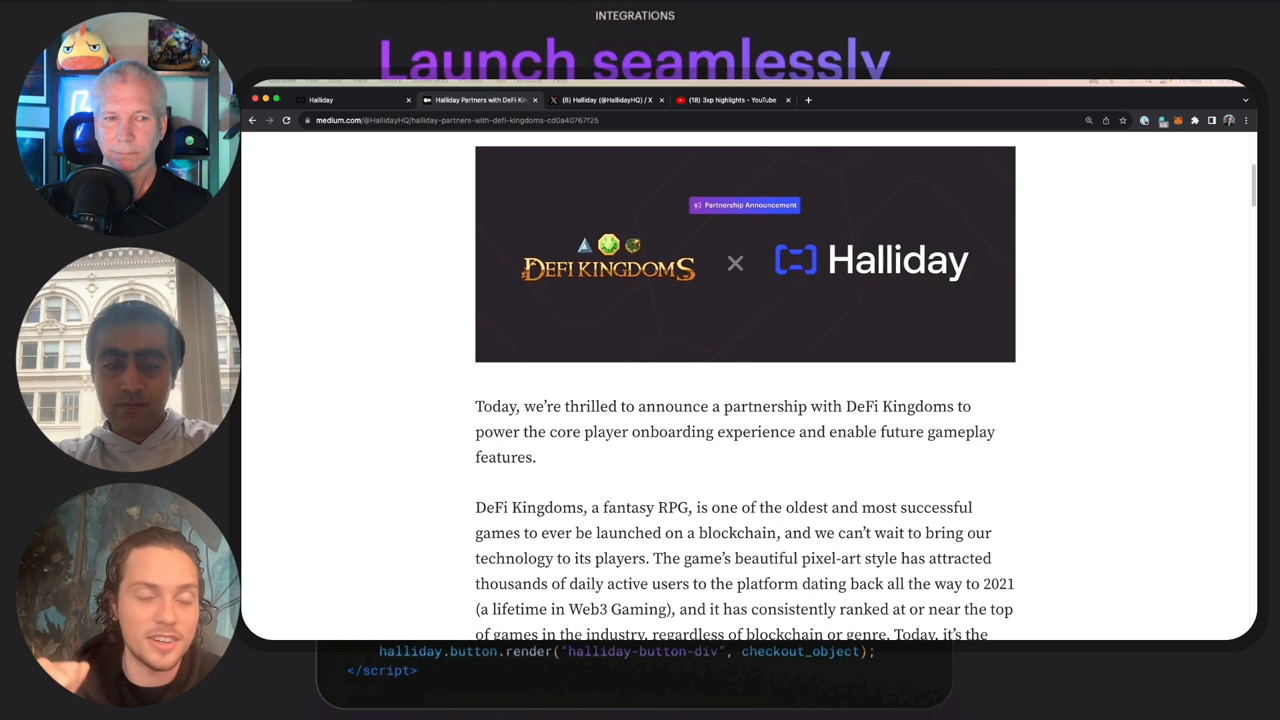 INTEGRATIONS
Launch seamlessly
Halliday
Halliday Partners with DeFi Kin
(8) Halliday (@HallidayHQ) / X
(18) 3xp highlights - YouTube
medium.com/@HallidayHQ/halliday-partners-with-defi-kingdoms-cd0a40767f25
Partnership Announcement
DEFI KINGDOMS
Halliday
Today, we’re thrilled to announce a partnership with DeFi Kingdoms to
power the core player onboarding experience and enable future gameplay
features.
DeFi Kingdoms, a fantasy RPG, is one of the oldest and most successful
games to ever be launched on a blockchain, and we can’t wait to bring our
technology to its players. The game’s beautiful pixel-art style has attracted
thousands of daily active users to the platform dating back all the way to 2021
(a lifetime in Web3 Gaming), and it has consistently ranked at or near the top
of games in the industry, regardless of blockchain or genre. Today, it’s the
halliday.button.render("halliday-button-div", checkout_object);
</script>